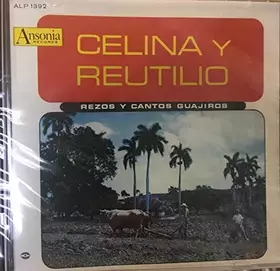 ALP 1392
Ansonia
RECORDS
CELINA Y
REUTILIO
REZOS Y CANTOS GUAJIROS